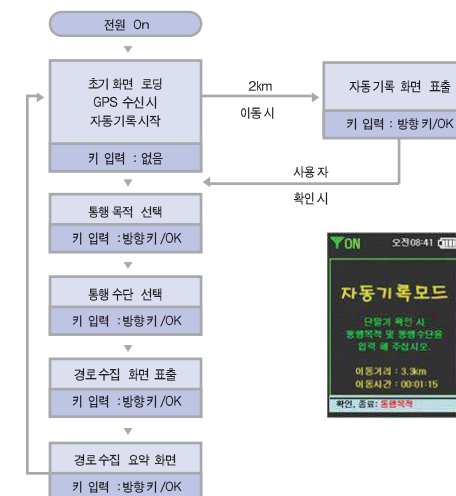 전원 On
초기 화면 로딩
GPS 수신시
자동기록시작
키 입력 : 없음
2km
이동시
자동기록 화면 표출
키 입력 : 방향 키/OK
사용자
확인시
통행 목적 선택
키 입력 :방향키/OK
통행 수단 선택
키 입력 :방향키/OK
경로수집 화면 표출
키 입력 :방향키/OK
경로수집 요약 화면
키 입력 :방향키/OK
ON 오전08:41
자동기록모드
단말기 확인 시
통행목적 및 통행수단을
입력 해 주십시오.
이동거리 : 3.3km
이동시간 : 00:01:15
확인, 종료: 통행목적